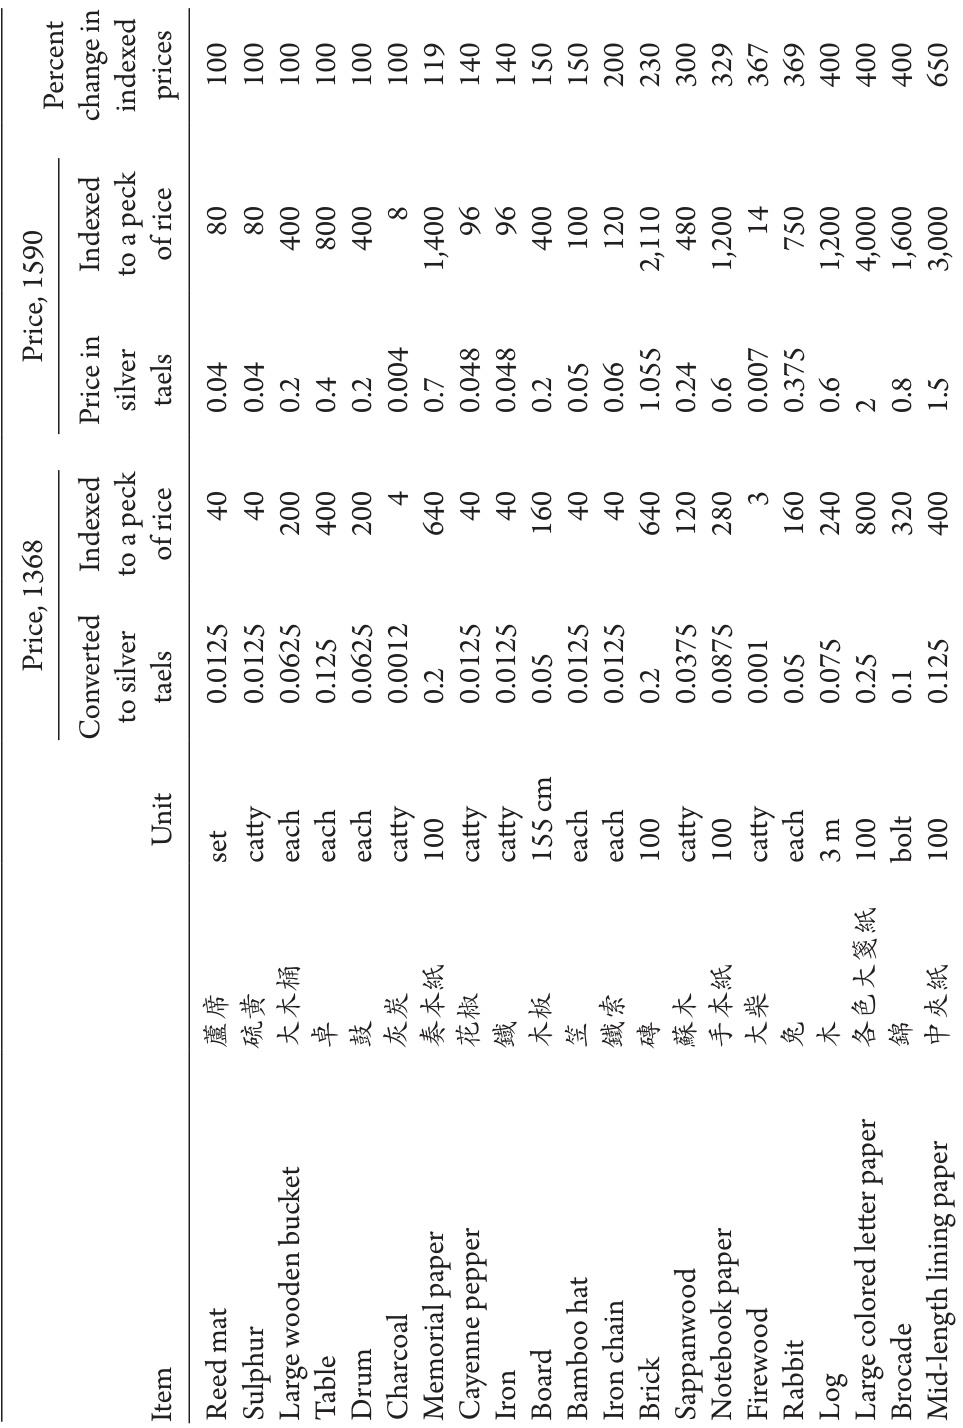 Price, 1368 Price, 1590 Percent
Converted Indexed Price in Indexed change in
to silver to a peck silver to a peck indexed
Item Unit taels of rice taels of rice prices
Reed mat 蘆席 set 0.0125 40 0.04 80 100
Sulphur 硫黄 catty 0.0125 40 0.04 80 100
Large wooden bucket 大木桶 each 0.0625 200 0.2 400 100
Table 卓 each 0.125 400 0.4 800 100
Drum 鼓 each 0.0625 200 0.2 400 100
Charcoal 灰炭 catty 0.0012 4 0.004 8 100
Memorial paper 奏本紙 100 0.2 640 0.7 1,400 119
Cayenne pepper 花椒 catty 0.0125 40 0.048 96 140
Iron 鐵 catty 0.0125 40 0.048 96 140
Board 木板 155 cm 0.05 160 0.2 400 150
Bamboo hat 笠 each 0.0125 40 0.05 100 150
Iron chain 鐵索 each 0.0125 40 0.06 120 200
Brick 磚 100 0.2 640 1.055 2,110 230
Sappanwood 蘇木 catty 0.0375 120 0.24 480 300
Notebook paper 手本紙 100 0.0875 280 0.6 1,200 329
Firewood 大柴 catty 0.001 3 0.007 14 367
Rabbit 兔 each 0.05 160 0.375 750 369
Log 木 3 m 0.075 240 0.6 1,200 400
Large colored letter paper 各色大箋紙 100 0.25 800 2 4,000 400
Brocade 錦 bolt 0.1 320 0.8 1,600 400
Mid-length lining paper 中夾紙 100 0.125 400 1.5 3,000 650